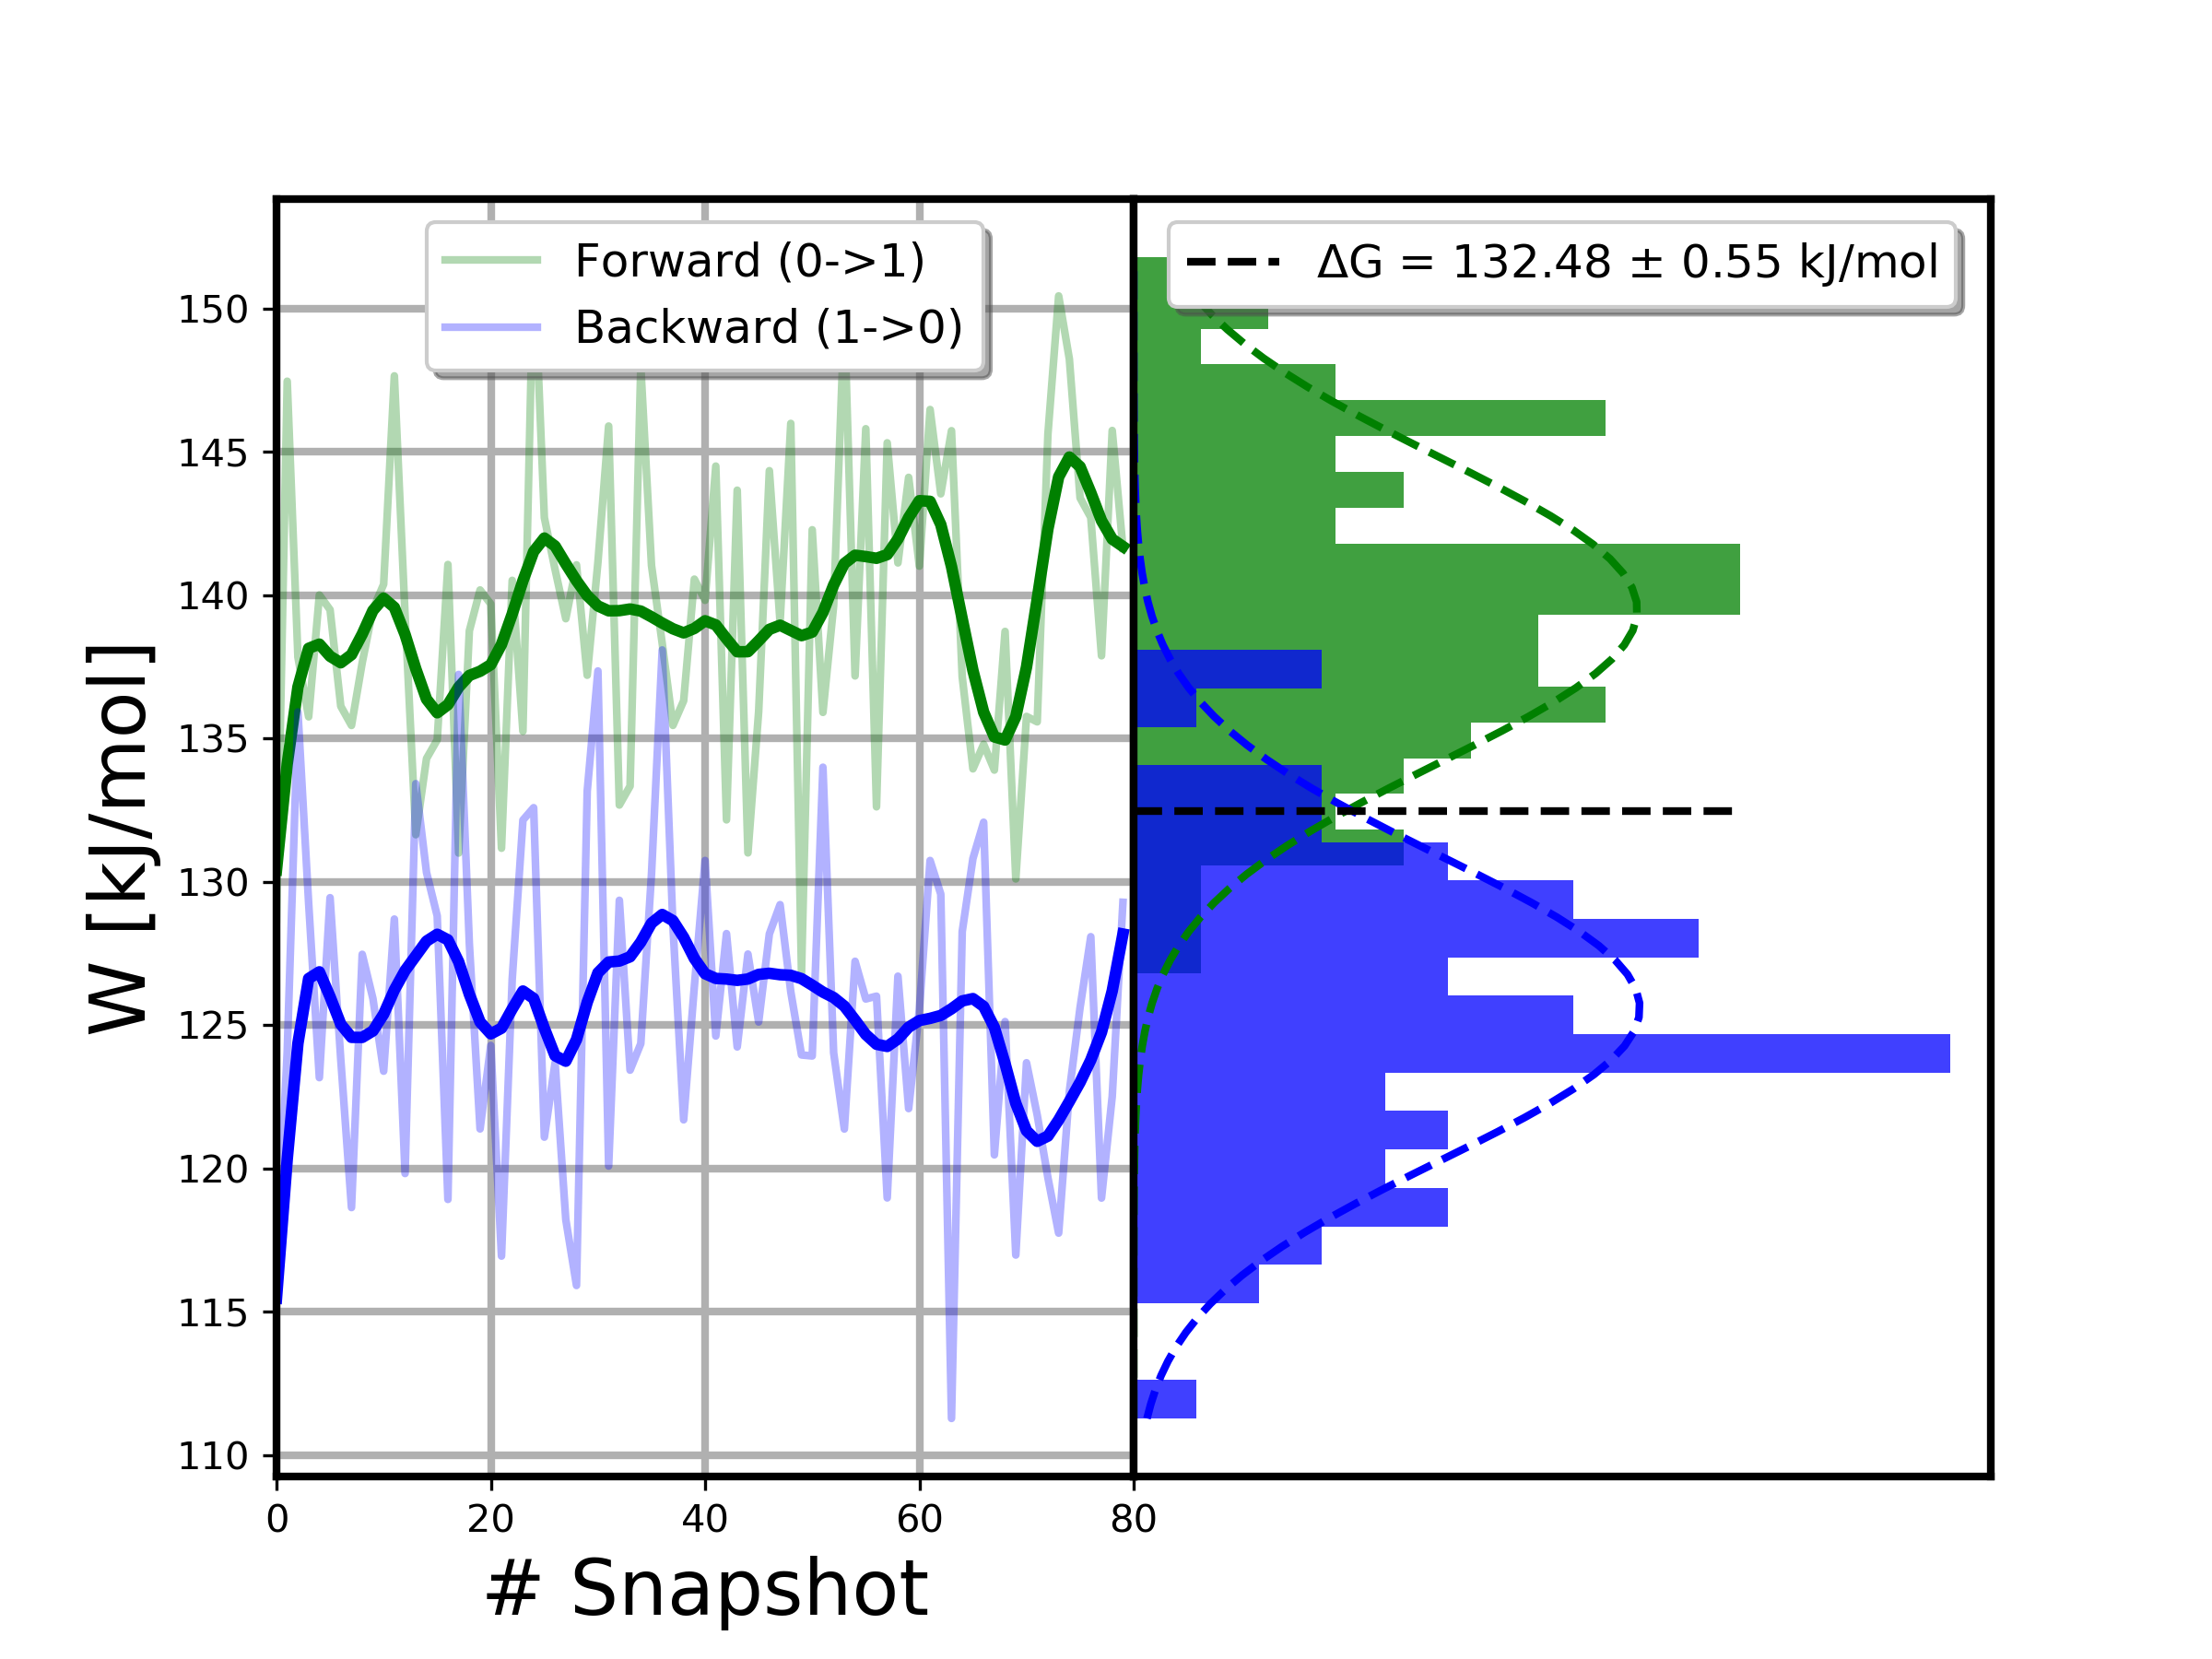 Forward (0->1)
Backward (1->0)
ΔG = 132.48 ± 0.55 kJ/mol
W [kJ/mol]
150
145
140
135
130
125
120
115
110
0 20 40 60 80
# Snapshot